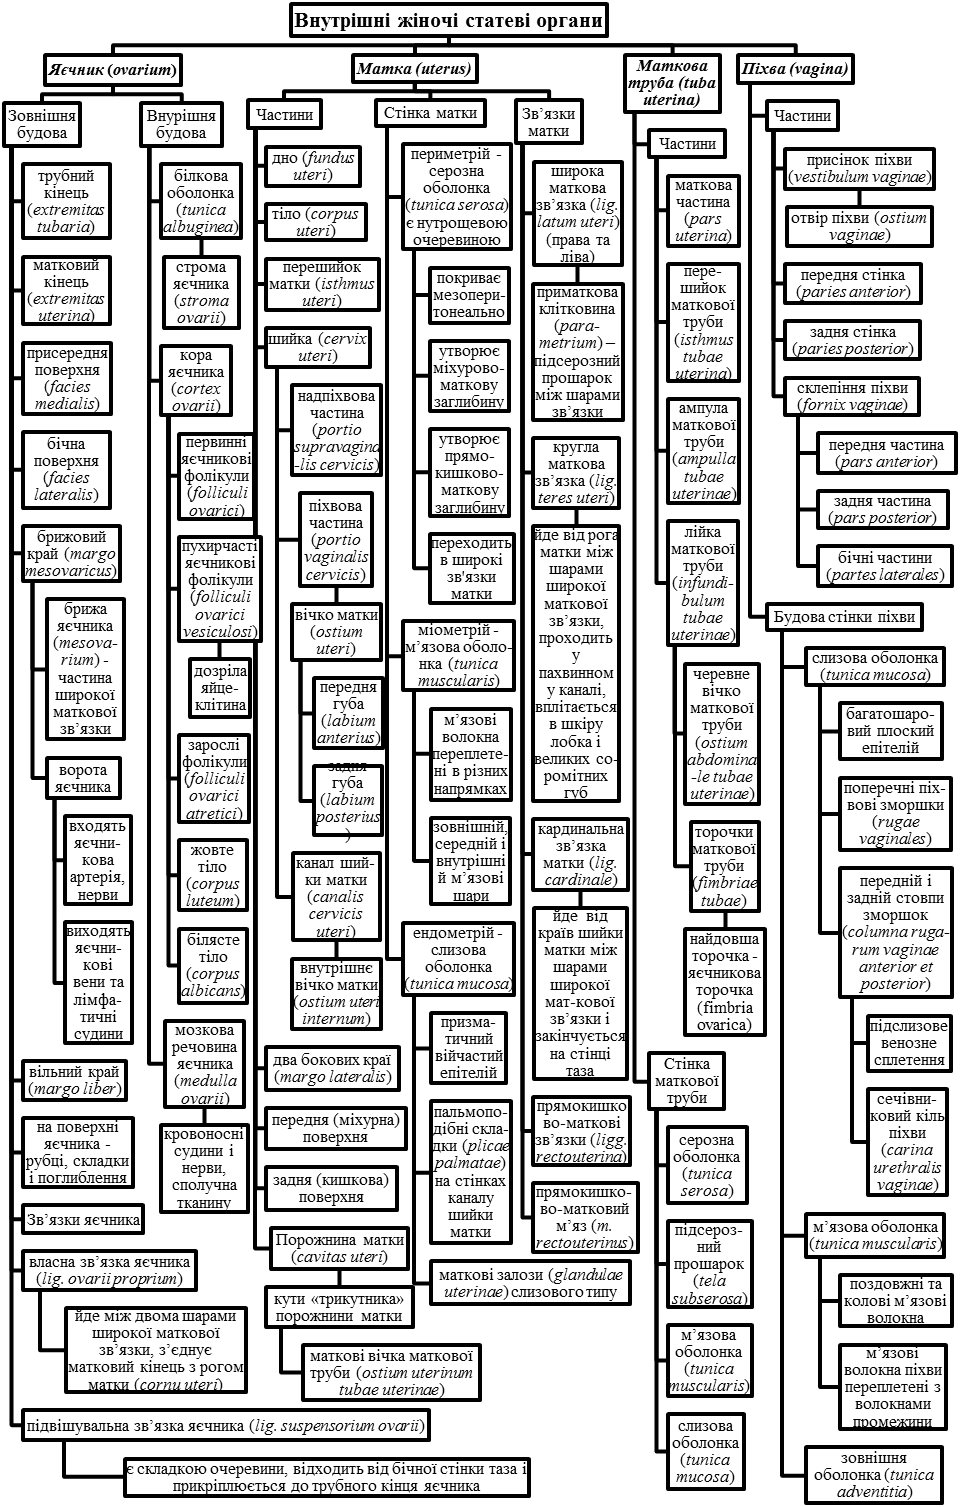 Внутрішні жіночі статеві органи
Яєчник (ovarium)
Зовнішня
будова
трубний
кінець
(extremitas
tubaria)
матковий
кінець
(extremitas
uterina)
присередня
поверхня
(facies
medialis)
бічна
поверхня
(facies
lateralis)
брижовий
край (margo
mesovaricus)
брижа
яєчника
(mesova-
rium) -
частина
широкої
маткової
зв’язки
ворота
яєчника
входять
яєчни-
кова
артерія,
нерви
виходять
яєчни-
кові
вени та
лімфа-
тичні
судини
вільний край
(margo liber)
на поверхні
яєчника -
рубці, складки
і поглиблення
Зв’язки яєчника
власна зв’язка яєчника
(lig. ovarii proprium)
йде між двома шарами
широкої маткової
зв’язки, з’єднує
матковий кінець з рогом
матки (cornu uteri)
підвішувальна зв’язка яєчника (lig. suspensorium ovarii)
є складкою очеревини, відходить від бічної стінки таза і
прикріплюється до трубного кінця яєчника
Внурішня
будова
білкова
оболонка
(tunica
albuginea)
строма
яєчника
(stroma
ovarii)
кора
яєчника
(cortex
ovarii)
первинні
яєчникові
фолікули
(folliculi
ovarici)
пухирчасті
яєчникові
фолікули
(folliculi
ovarici
vesiculosi)
дозріла
яйце-
клітина
зарослі
фолікули
(folliculi
ovarici
atretici)
жовте
тіло
(corpus
luteum)
білясте
тіло
(corpus
albicans)
мозкова
речовина
яєчника
(medulla
ovarii)
кровоносні
судини і
нерви,
сполучна
тканину
Матка (uterus)
Частини
дно (fundus
uteri)
тіло (corpus
uteri)
перешийок
матки (isthmus
uteri)
шийка (cervix
uteri)
надпіхвова
частина
(portio
supravagina
-lis cervicis)
піхвова
частина
(portio
vaginalis
cervicis)
вічко матки
(ostium
uteri)
передня
губа
(labium
anterius)
задня
губа
(labium
posterius
)
канал ший-
ки матки
(canalis
cervicis
uteri)
внутрішнє
вічко матки
(ostium uteri
internum)
два бокових краї
(margo lateralis)
передня (міхурна)
поверхня
задня (кишкова)
поверхня
Порожнина матки
(cavitas uteri)
кути «трикутника»
порожнини матки
маткові вічка маткової
труби (ostium uterinum
tubae uterinae)
Стінка матки
периметрій -
серозна
оболонка
(tunica serosa)
є нутрощевою
очеревиною
покриває
мезопери-
тонеально
утворює
міхурово-
маткову
заглибину
утворює
прямо-
кишково-
маткову
заглибину
переходить
в широкі
зв'язки
матки
міометрій -
м’язова оболо-
нка (tunica
muscularis)
м’язові
волокна
переплете-
ні в різних
напрямках
зовнішній,
середній і
внутрішні
й м’язові
шари
ендометрій -
слизова
оболонка
(tunica mucosa)
призма-
тичний
війчастий
епітелій
пальмопо-
дібні скла-
дки (plicae
palmatae)
на стінках
каналу
шийки
матки
маткові залози (glandulae
uterinae) слизового типу
Зв’язки
матки
широка
маткова
зв’язка (lig.
latum uteri)
(права та
ліва)
приматкова
клітковина
(para-
metrium) –
підсерозний
прошарок
між шарами
зв’язки
кругла
маткова
зв’язка (lig.
teres uteri)
йде від рога
матки між
шарами
широкої
маткової
зв’язки,
проходить
у
пахвинном
у каналі,
вплітається
в шкіру
лобка і
великих со-
ромітних
губ
кардинальна
зв’язка
матки (lig.
cardinale)
йде від
країв шийки
матки між
шарами
широкої
мат-кової
зв’язки і
закінчується
на стінці
таза
прямокишко
во-маткові
зв’язки (ligg.
rectouterina)
прямокишко-
во-матковий
м’яз (m.
rectouterinus)
Маткова
труба (tuba
uterina)
Частини
маткова
частина
(pars
uterina)
пере-
шийок
маткової
труби
(isthmus
tubae
uterina)
ампула
маткової
труби
(ampulla
tubae
uterinae)
лійка
маткової
труби
(infundi-
bulum
tubae
uterinae)
черевне
вічко
маткової
труби
(ostium
abdomina
-le tubae
uterinae)
торочки
маткової
труби
(fimbriae
tubae)
найдовша
торочка -
яєчникова
торочка
(fimbria
ovarica)
Стінка
маткової
труби
серозна
оболонка
(tunica
serosa)
підсероз-
ний
прошарок
(tela
subserosa)
м’язова
оболонка
(tunica
muscularis)
слизова
оболонка
(tunica
mucosa)
Піхва (vagina)
Частини
присінок піхви
(vestibulum vaginae)
отвір піхви (ostium
vaginae)
передня стінка
(paries anterior)
задня стінка
(paries posterior)
склепіння піхви
(fornix vaginae)
передня частина
(pars anterior)
задня частина
(pars posterior)
бічні частини
(partes laterales)
Будова стінки піхви
слизова оболонка
(tunica mucosa)
багатошаро-
вий плоский
епітелій
поперечні піх-
вові зморшки
(rugae
vaginales)
передній і
задній стовпи
зморшок
(columna ruga-
rum vaginae
anterior et
posterior)
підслизове
венозне
сплетення
сечівни-
ковий кіль
піхви
(carina
urethralis
vaginae)
м’язова оболонка
(tunica muscularis)
поздовжні та
колові м’язові
волокна
м’язові
волокна піхви
переплетені з
волокнами
промежини
зовнішня
оболонка (tunica
adventitia)